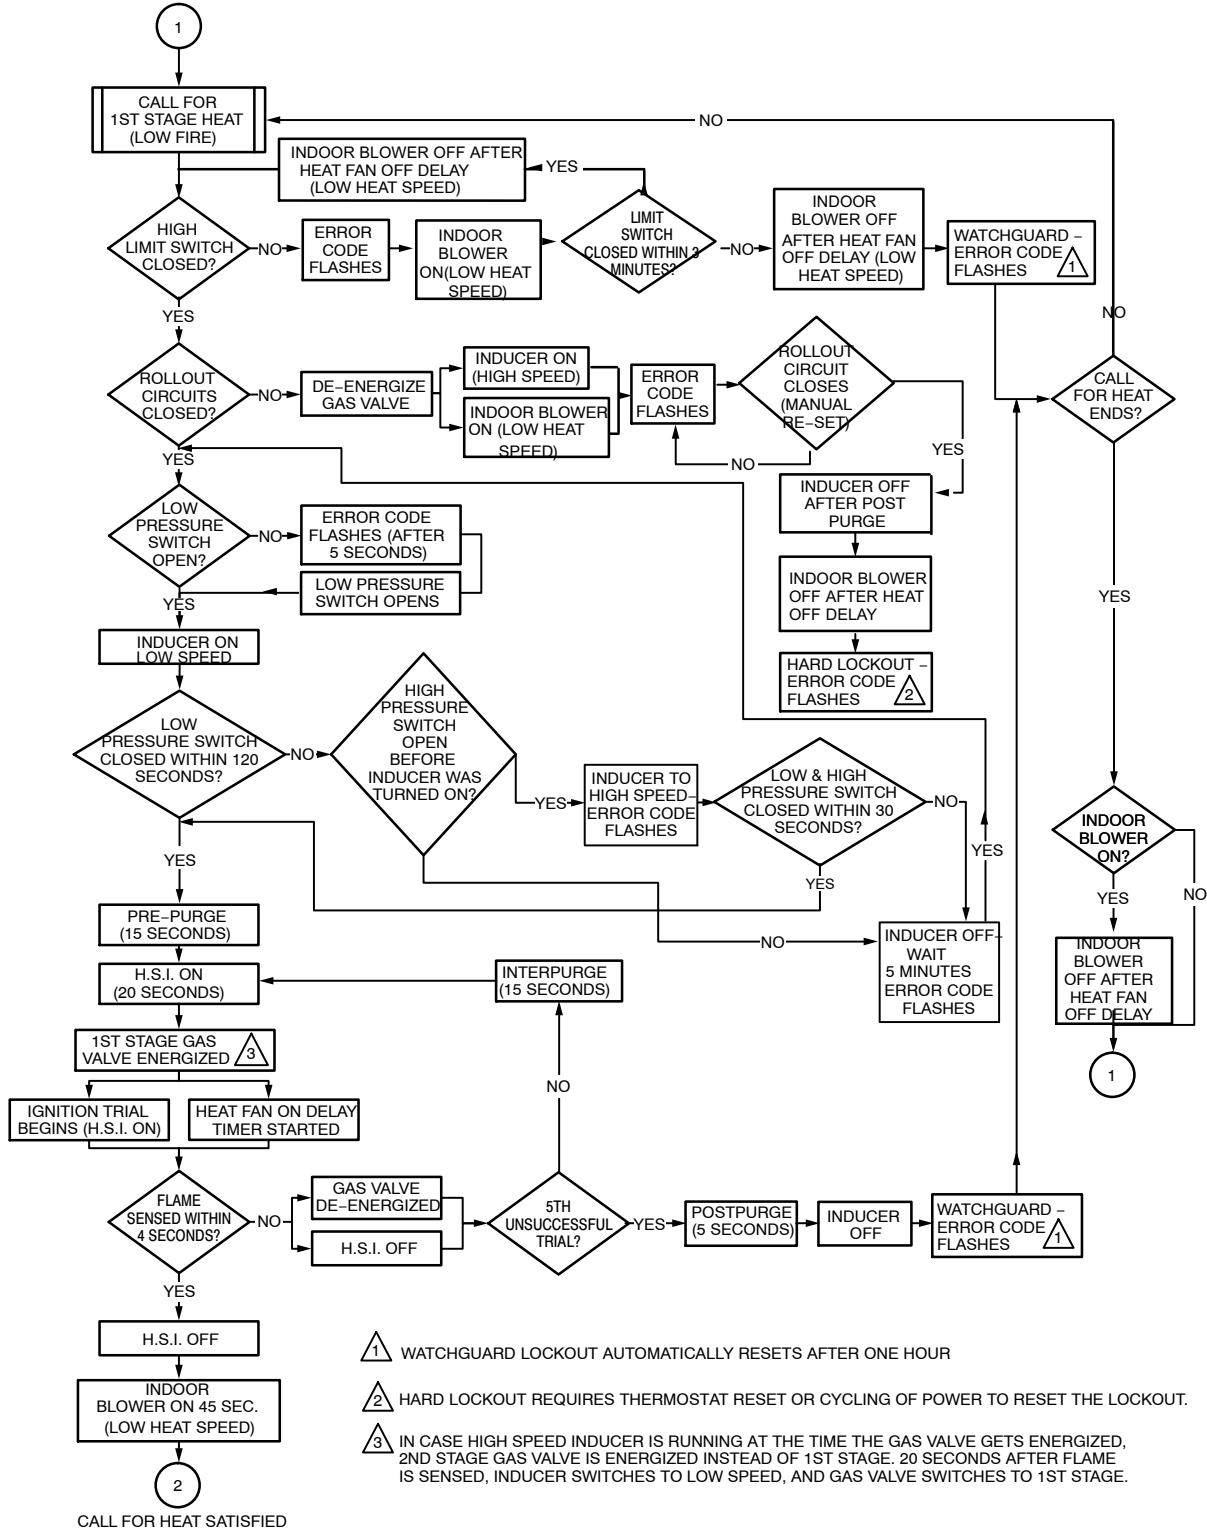 1
CALL FOR
1ST STAGE HEAT
(LOW FIRE)
NO
INDOOR BLOWER OFF AFTER
HEAT FAN OFF DELAY
(LOW HEAT SPEED)
YES
HIGH
LIMIT SWITCH
CLOSED?
NO
ERROR
CODE
FLASHES
INDOOR
BLOWER
ON(LOW HEAT
SPEED)
LIMIT
SWITCH
CLOSED WITHIN 3
MINUTES?
NO
INDOOR
BLOWER OFF
AFTER HEAT FAN
OFF DELAY (LOW
HEAT SPEED)
WATCHGUARD –
ERROR CODE
FLASHES
1
NO
YES
ROLLOUT
CIRCUITS
CLOSED?
NO
DE–ENERGIZE
GAS VALVE
INDUCER ON
(HIGH SPEED)
INDOOR BLOWER
ON (LOW HEAT
SPEED)
ERROR
CODE
FLASHES
ROLLOUT
CIRCUIT
CLOSES
(MANUAL
RE–SET)
NO
YES
CALL
FOR HEAT
ENDS?
YES
INDUCER OFF
AFTER POST
PURGE
INDOOR BLOWER
OFF AFTER HEAT
OFF DELAY
HARD LOCKOUT –
ERROR CODE
FLASHES
2
YES
LOW
PRESSURE
SWITCH
OPEN?
NO
ERROR CODE
FLASHES (AFTER
5 SECONDS)
LOW PRESSURE
SWITCH OPENS
YES
INDUCER ON
LOW SPEED
LOW
PRESSURE SWITCH
CLOSED WITHIN 120
SECONDS?
NO
HIGH
PRESSURE
SWITCH
OPEN
BEFORE
INDUCER WAS
TURNED ON?
YES
INDUCER TO
HIGH SPEED–
ERROR CODE
FLASHES
LOW & HIGH
PRESSURE SWITCH
CLOSED WITHIN 30
SECONDS?
NO
YES
YES
NO
INDUCER OFF–
WAIT
5 MINUTES
ERROR CODE
FLASHES
INDOOR
BLOWER
ON?
YES
NO
INDOOR
BLOWER
OFF AFTER
HEAT FAN
OFF DELAY
1
YES
PRE–PURGE
(15 SECONDS)
H.S.I. ON
(20 SECONDS)
INTERPURGE
(15 SECONDS)
1ST STAGE GAS
VALVE ENERGIZED
3
IGNITION TRIAL
BEGINS (H.S.I. ON)
HEAT FAN ON DELAY
TIMER STARTED
NO
FLAME
SENSED WITHIN
4 SECONDS?
NO
GAS VALVE
DE–ENERGIZED
H.S.I. OFF
5TH
UNSUCCESSFUL
TRIAL?
YES
POSTPURGE
(5 SECONDS)
INDUCER
OFF
WATCHGUARD –
ERROR CODE
FLASHES
1
YES
H.S.I. OFF
INDOOR
BLOWER ON 45 SEC.
(LOW HEAT SPEED)
2
CALL FOR HEAT SATISFIED
1 WATCHGUARD LOCKOUT AUTOMATICALLY RESETS AFTER ONE HOUR
2 HARD LOCKOUT REQUIRES THERMOSTAT RESET OR CYCLING OF POWER TO RESET THE LOCKOUT.
3 IN CASE HIGH SPEED INDUCER IS RUNNING AT THE TIME THE GAS VALVE GETS ENERGIZED,
2ND STAGE GAS VALVE IS ENERGIZED INSTEAD OF 1ST STAGE. 20 SECONDS AFTER FLAME
IS SENSED, INDUCER SWITCHES TO LOW SPEED, AND GAS VALVE SWITCHES TO 1ST STAGE.